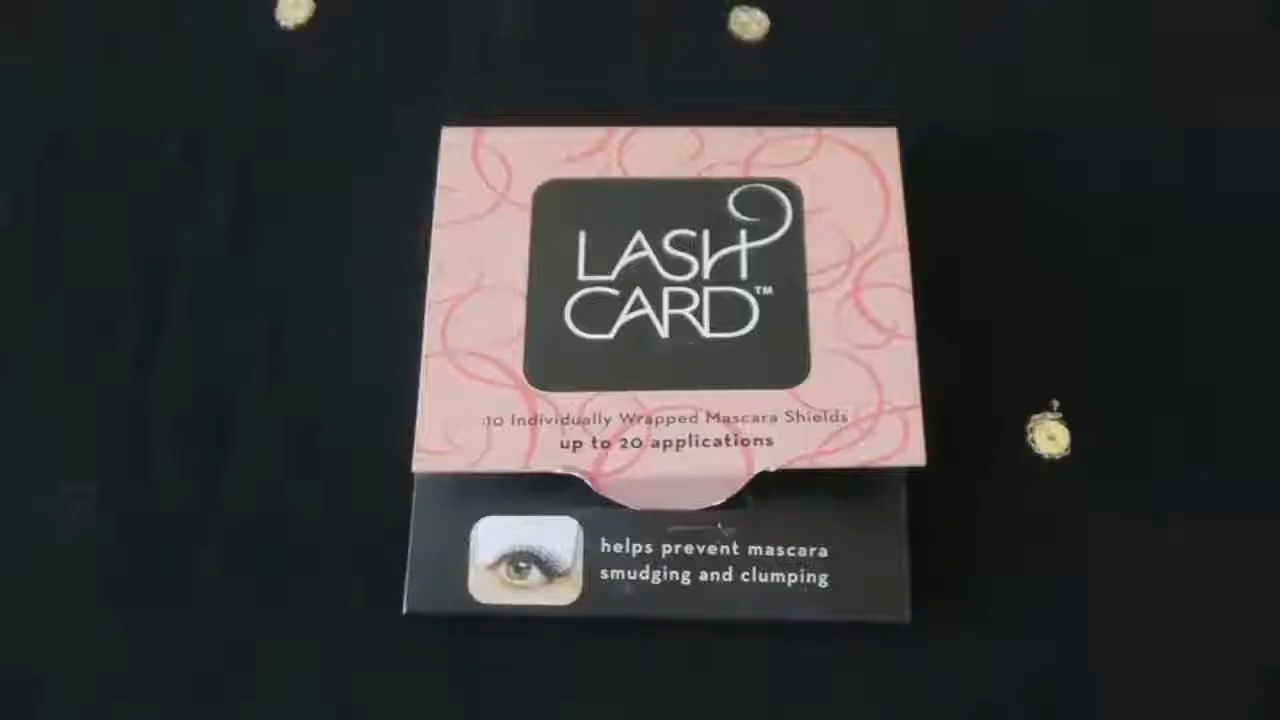 LASH
CARD™
10 Individually Wrapped Mascara Shields
up to 20 applications
helps prevent mascara
smudging and clumping